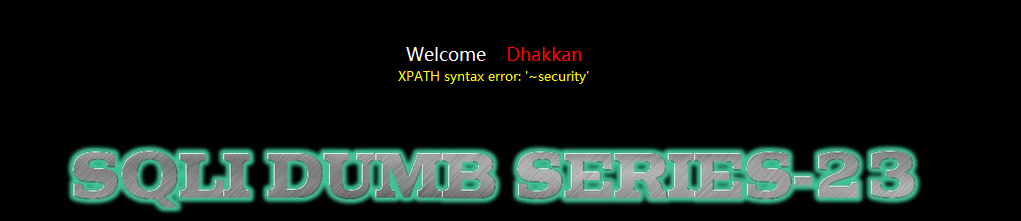 Welcome Dhakkan
XPATH syntax error: '~security'
SQLI DUMB SERIES-23